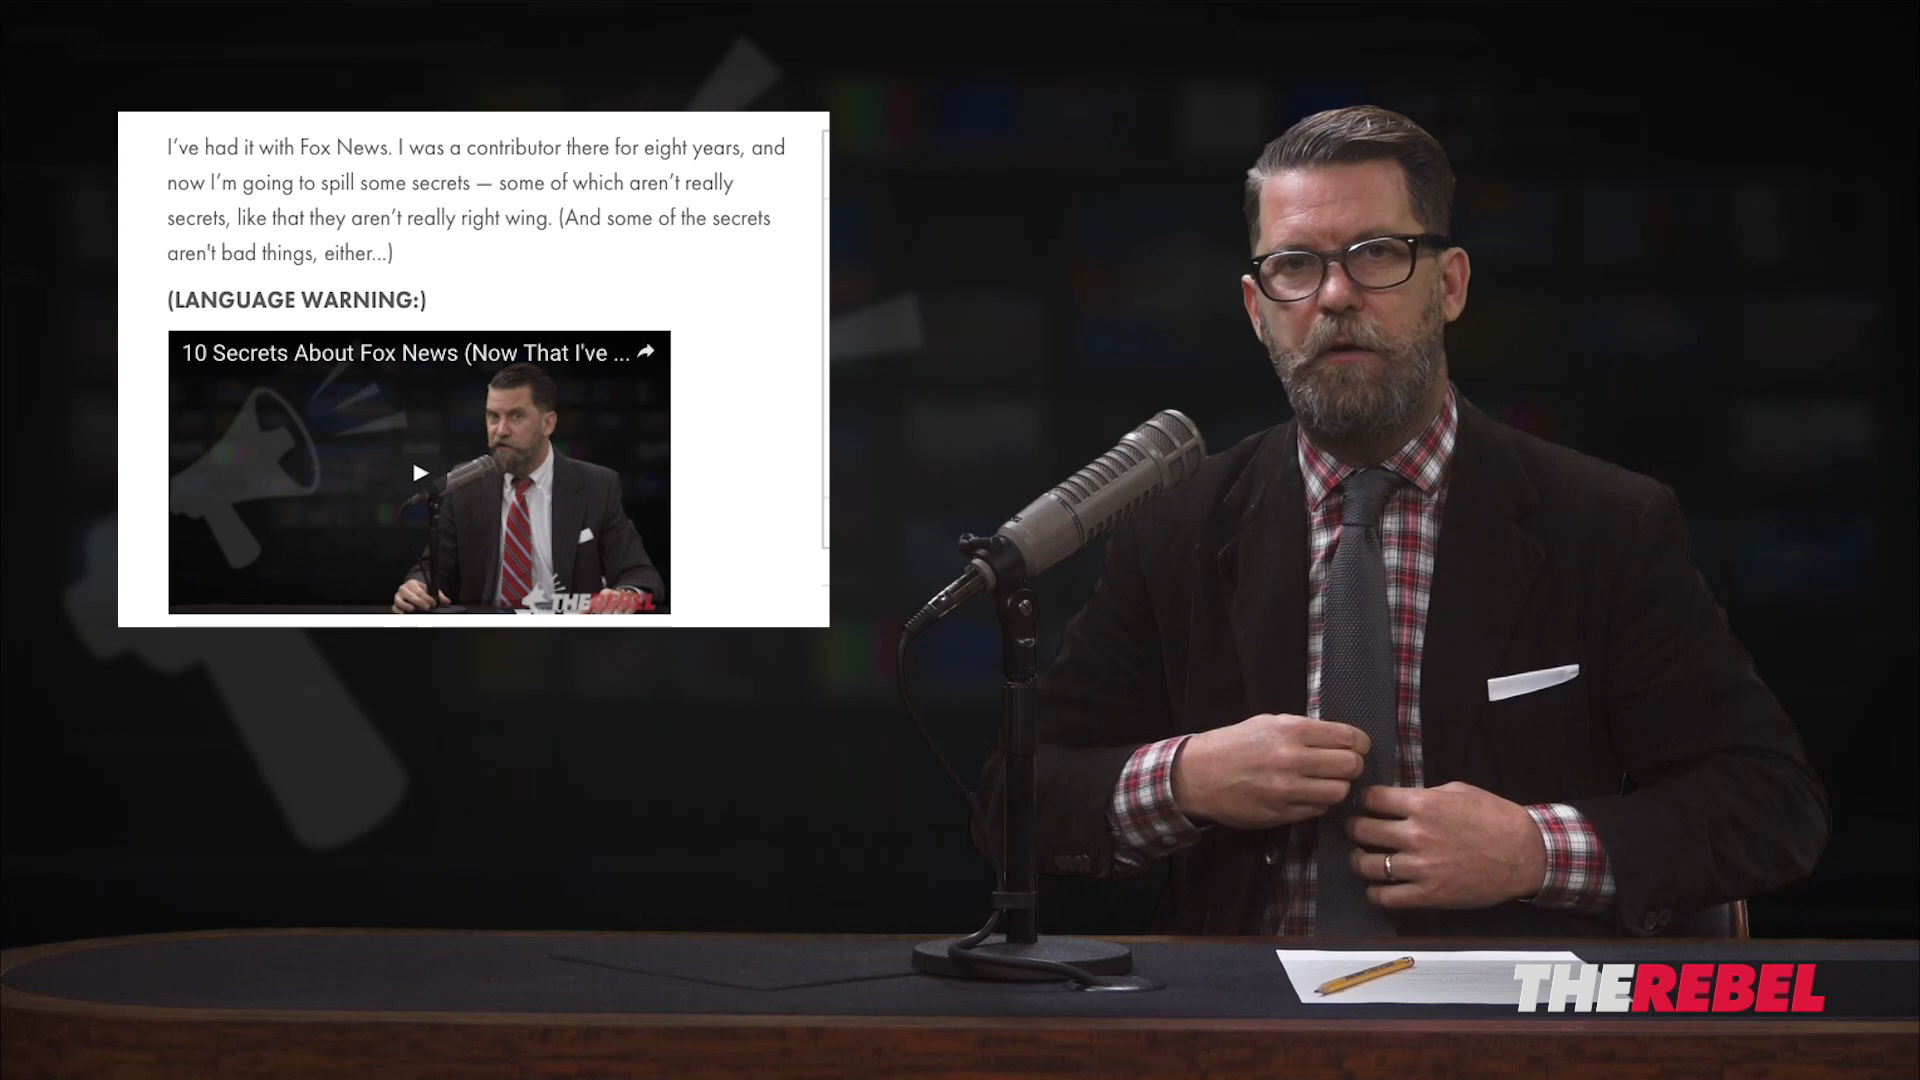 I've had it with Fox News. I was a contributor there for eight years, and
now I'm going to spill some secrets — some of which aren't really
secrets, like that they aren't really right wing. (And some of the secrets
aren't bad things, either...)
(LANGUAGE WARNING:)
10 Secrets About Fox News (Now That I've ...
THEREBEL
THEREBEL